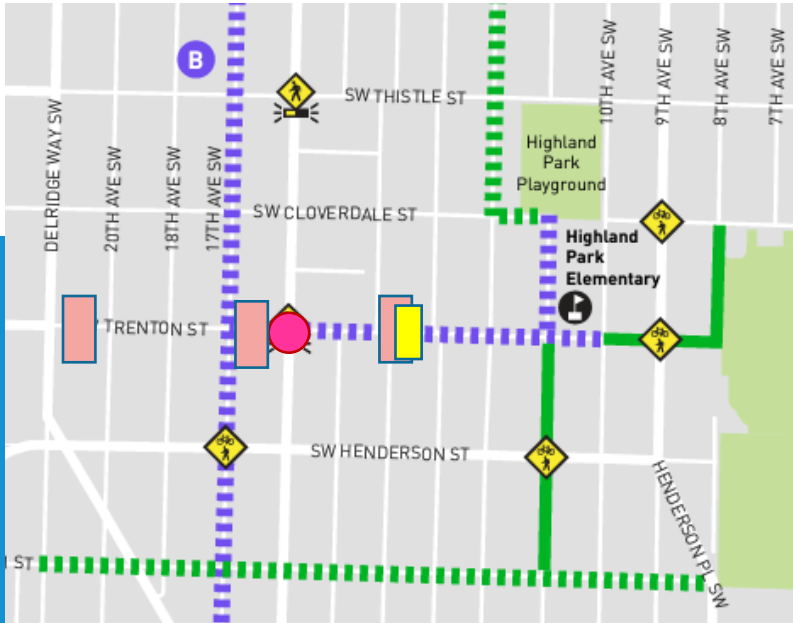 B
SW THISTLE ST
10TH AVE SW
9TH AVE SW
8TH AVE SW
7TH AVE SW
Highland
Park
Playground
DELRIDGE WAY SW
20TH AVE SW
18TH AVE SW
17TH AVE SW
SW CLOVERDALE ST
Highland
Park
Elementary
TRENTON ST
SW HENDERSON ST
HENDERSON PL SW
ST